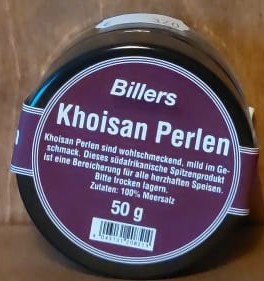 Billers
Khoisan Perlen
Khoisan Perlen sind wohlschmeckend, mild im Ge-
schmack. Dieses südafrikanische Spitzenprodukt
ist eine Bereicherung für alle herzhaften Speisen.
Bitte trocken lagern.
Zutaten: 100% Meersalz
50 g